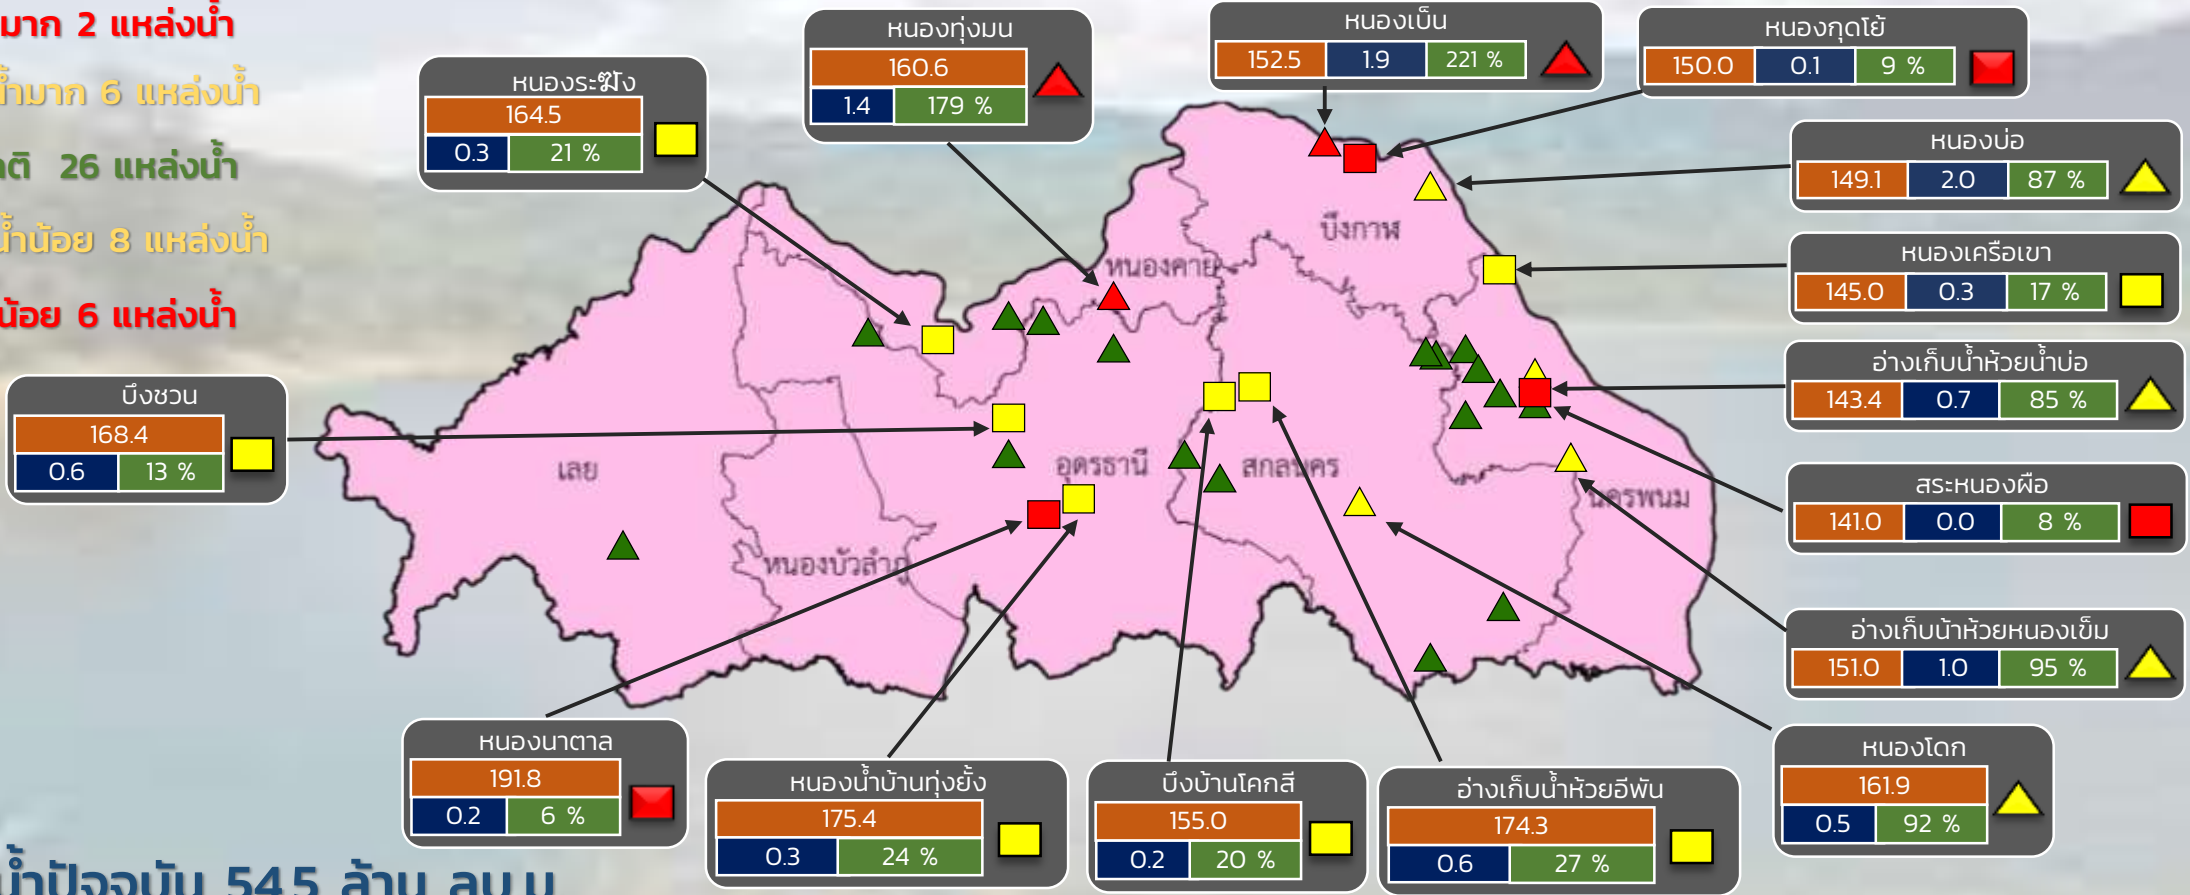 มาก 2 แหล่งน้ำ
น้ำมาก 6 แหล่งน้ำ
26 แหล่งน้ำ
น้ำน้อย 8 แหล่งน้ำ
น้อย 6 แหล่งน้ำ
หนองระฆัง
164.5
0.3 21 %
หนองทุ่งมน
160.6
1.4 179 %
หนองเบ็น
152.5 1.9 221 %
หนองกุดโย้
150.0 0.1 9 %
หนองบ่อ
149.1 2.0 87 %
หนองเครือเขา
145.0 0.3 17 %
อ่างเก็บน้ำห้วยน้ำบ่อ
143.4 0.7 85 %
สระหนองผือ
141.0 0.0 8 %
อ่างเก็บน้าห้วยหนองเข็ม
151.0 1.0 95 %
หนองโดก
161.9
0.5 92 %
บึงชวน
168.4
0.6 13 %
บึงกาฬ
หนองคาย
เลย
อุดรธานี
สกลนคร
นครพนม
หนองบัวลำภู
หนองนาตาล
191.8
0.2 6 %
หนองน้ำบ้านทุ่งยั้ง
175.4
0.3 24 %
บึงบ้านโคกสี
155.0
0.2 20 %
อ่างเก็บน้ำห้วยอีพัน
174.3
0.6 27 %
น้ำปัจจุบัน 54.5 ล้าน ลบ.ม